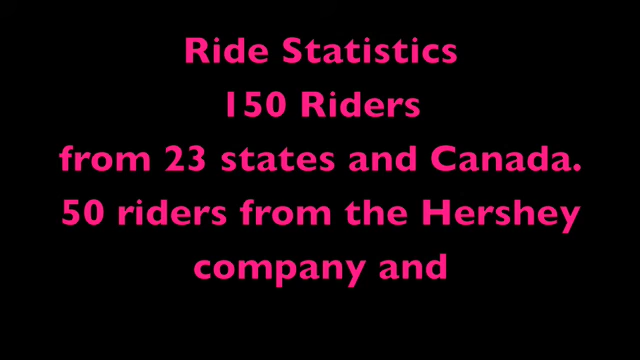 Ride Statistics
150 Riders
from 23 states and Canada.
50 riders from the Hershey
company and